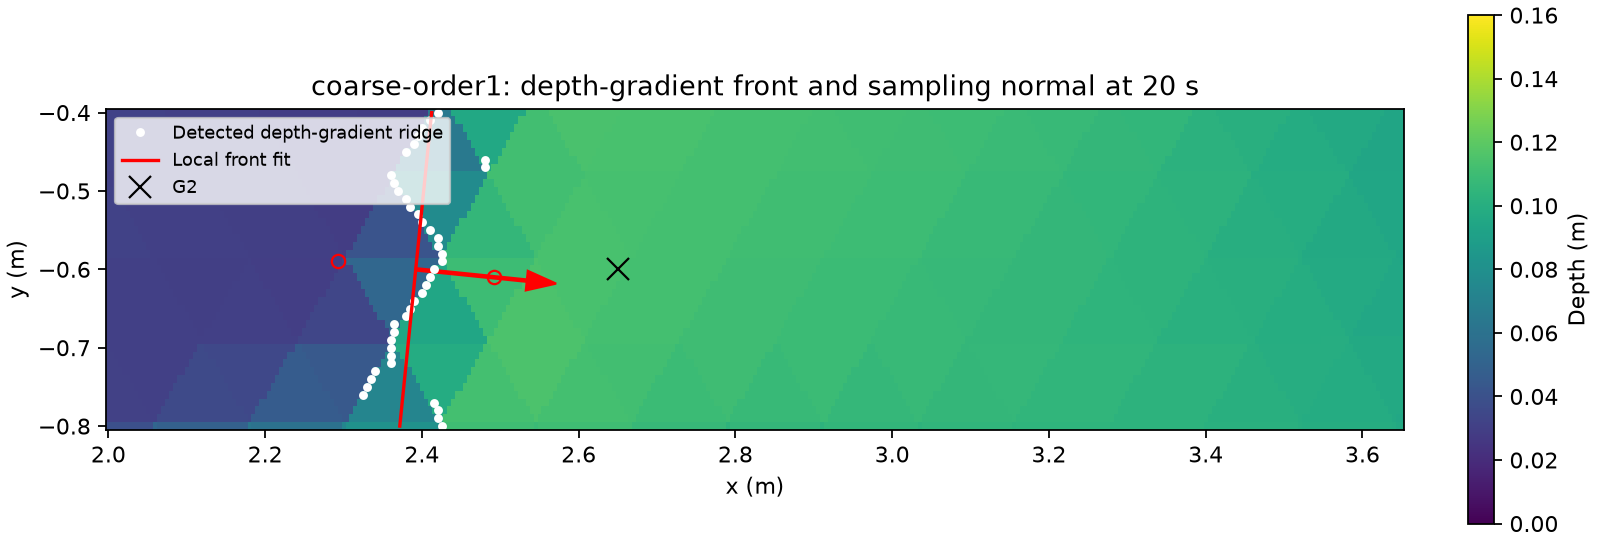 coarse-order1: depth-gradient front and sampling normal at 20 s
Detected depth-gradient ridge
Local front fit
G2
−0.4
−0.5
−0.6
−0.7
−0.8
y (m)
2.0 2.2 2.4 2.6 2.8 3.0 3.2 3.4 3.6
x (m)
0.16
0.14
0.12
0.10
0.08
0.06
0.04
0.02
0.00
Depth (m)